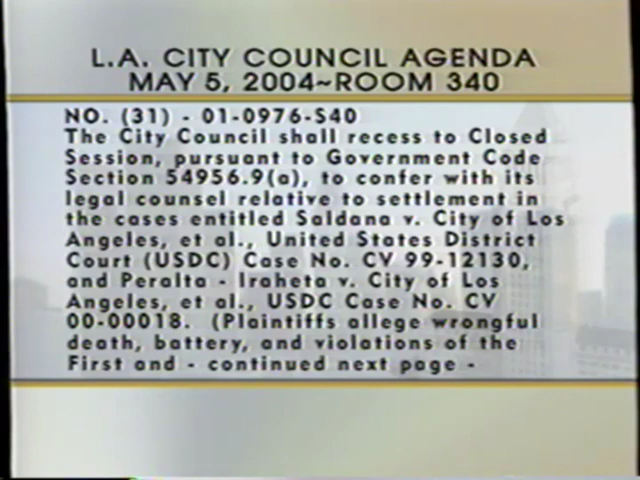 L.A. CITY COUNCIL AGENDA
MAY 5, 2004~ROOM 340
NO. (31) - 01-0976-S40
The City Council shall recess to Closed
Session, pursuant to Government Code
Section 54956.9(a), to confer with its
legal counsel relative to settlement in
the cases entitled Saldana v. City of Los
Angeles, et al., United States District
Court (USDC) Case No. CV 99-12130,
and Peralta - Iraheta v. City of Los
Angeles, et al., USDC Case No. CV
00-00018. (Plaintiffs allege wrongful
death, battery, and violations of the
First and - continued next page -